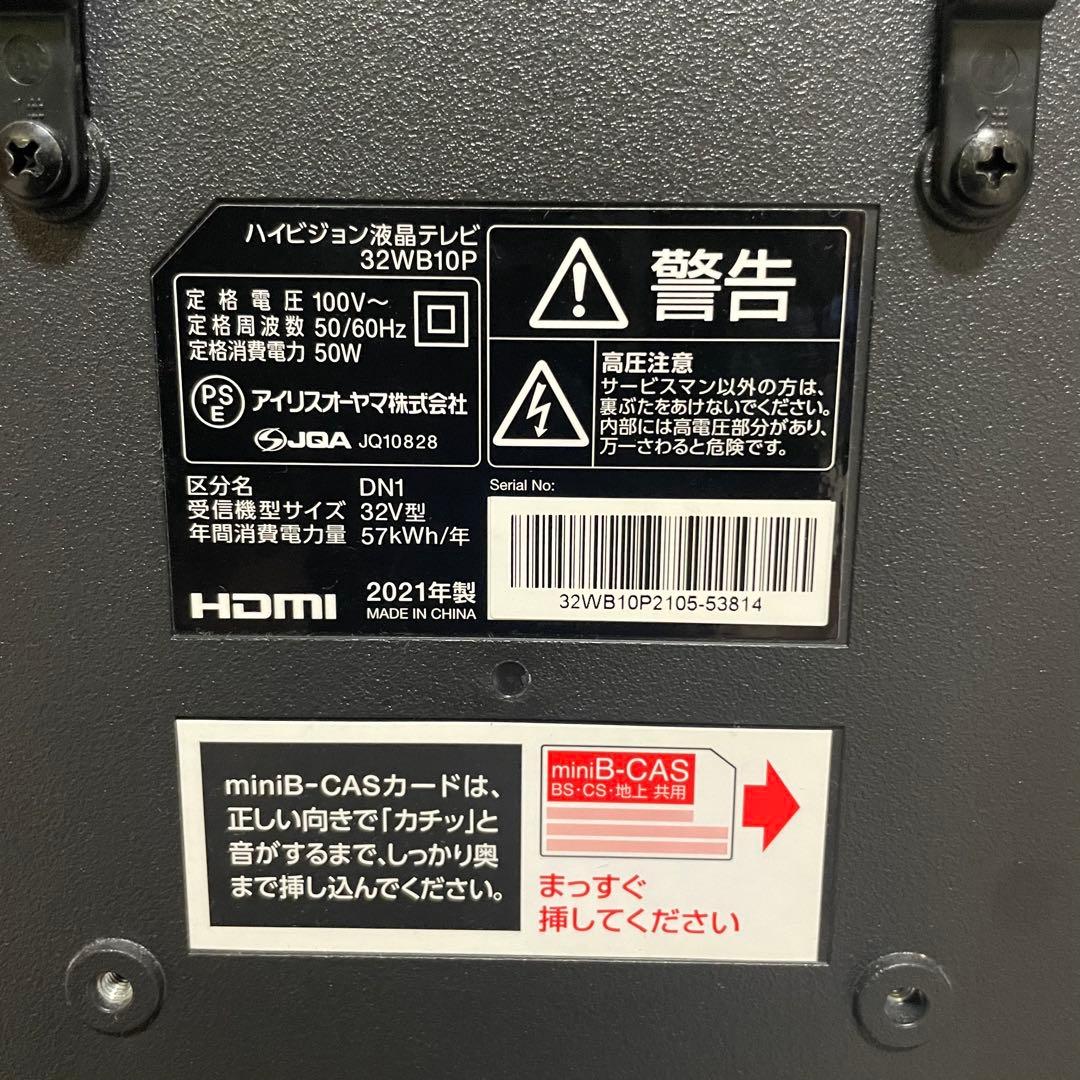 ハイビジョン液晶テレビ
32WB10P
定格電圧 100V～
定格周波数 50/60Hz
定格消費電力 50W
PS
E
アイリスオーヤマ株式会社
JQA JQ10828
区分名 DN1
受信機型サイズ 32V型
年間消費電力量 57kWh/年
HDMI
2021年製
MADE IN CHINA
警告
高圧注意
サービスマン以外の方は、
裏ぶたをあけないでください。
内部には高電圧部分があり、
万一さわると危険です。
Serial No:
32WB10P2105-53814
miniB-CASカードは、
正しい向きで「カチッ」と
音がするまで、しっかり奥
まで挿し込んでください。
miniB-CAS
BS・CS・地上 共用
まっすぐ
挿してください